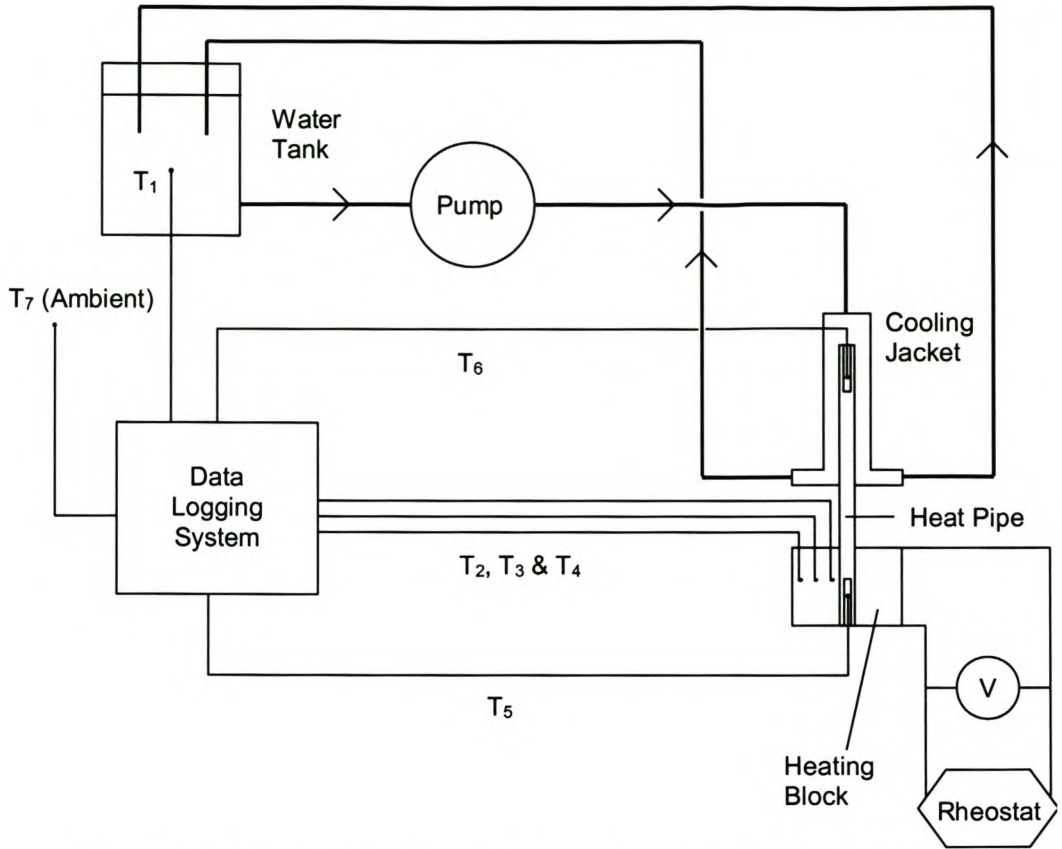 Water
Tank
T₁
Pump
T₇ (Ambient)
Cooling
Jacket
T₆
Data
Logging
System
Heat Pipe
T₂, T₃ & T₄
T₅
V
Heating
Block
Rheostat